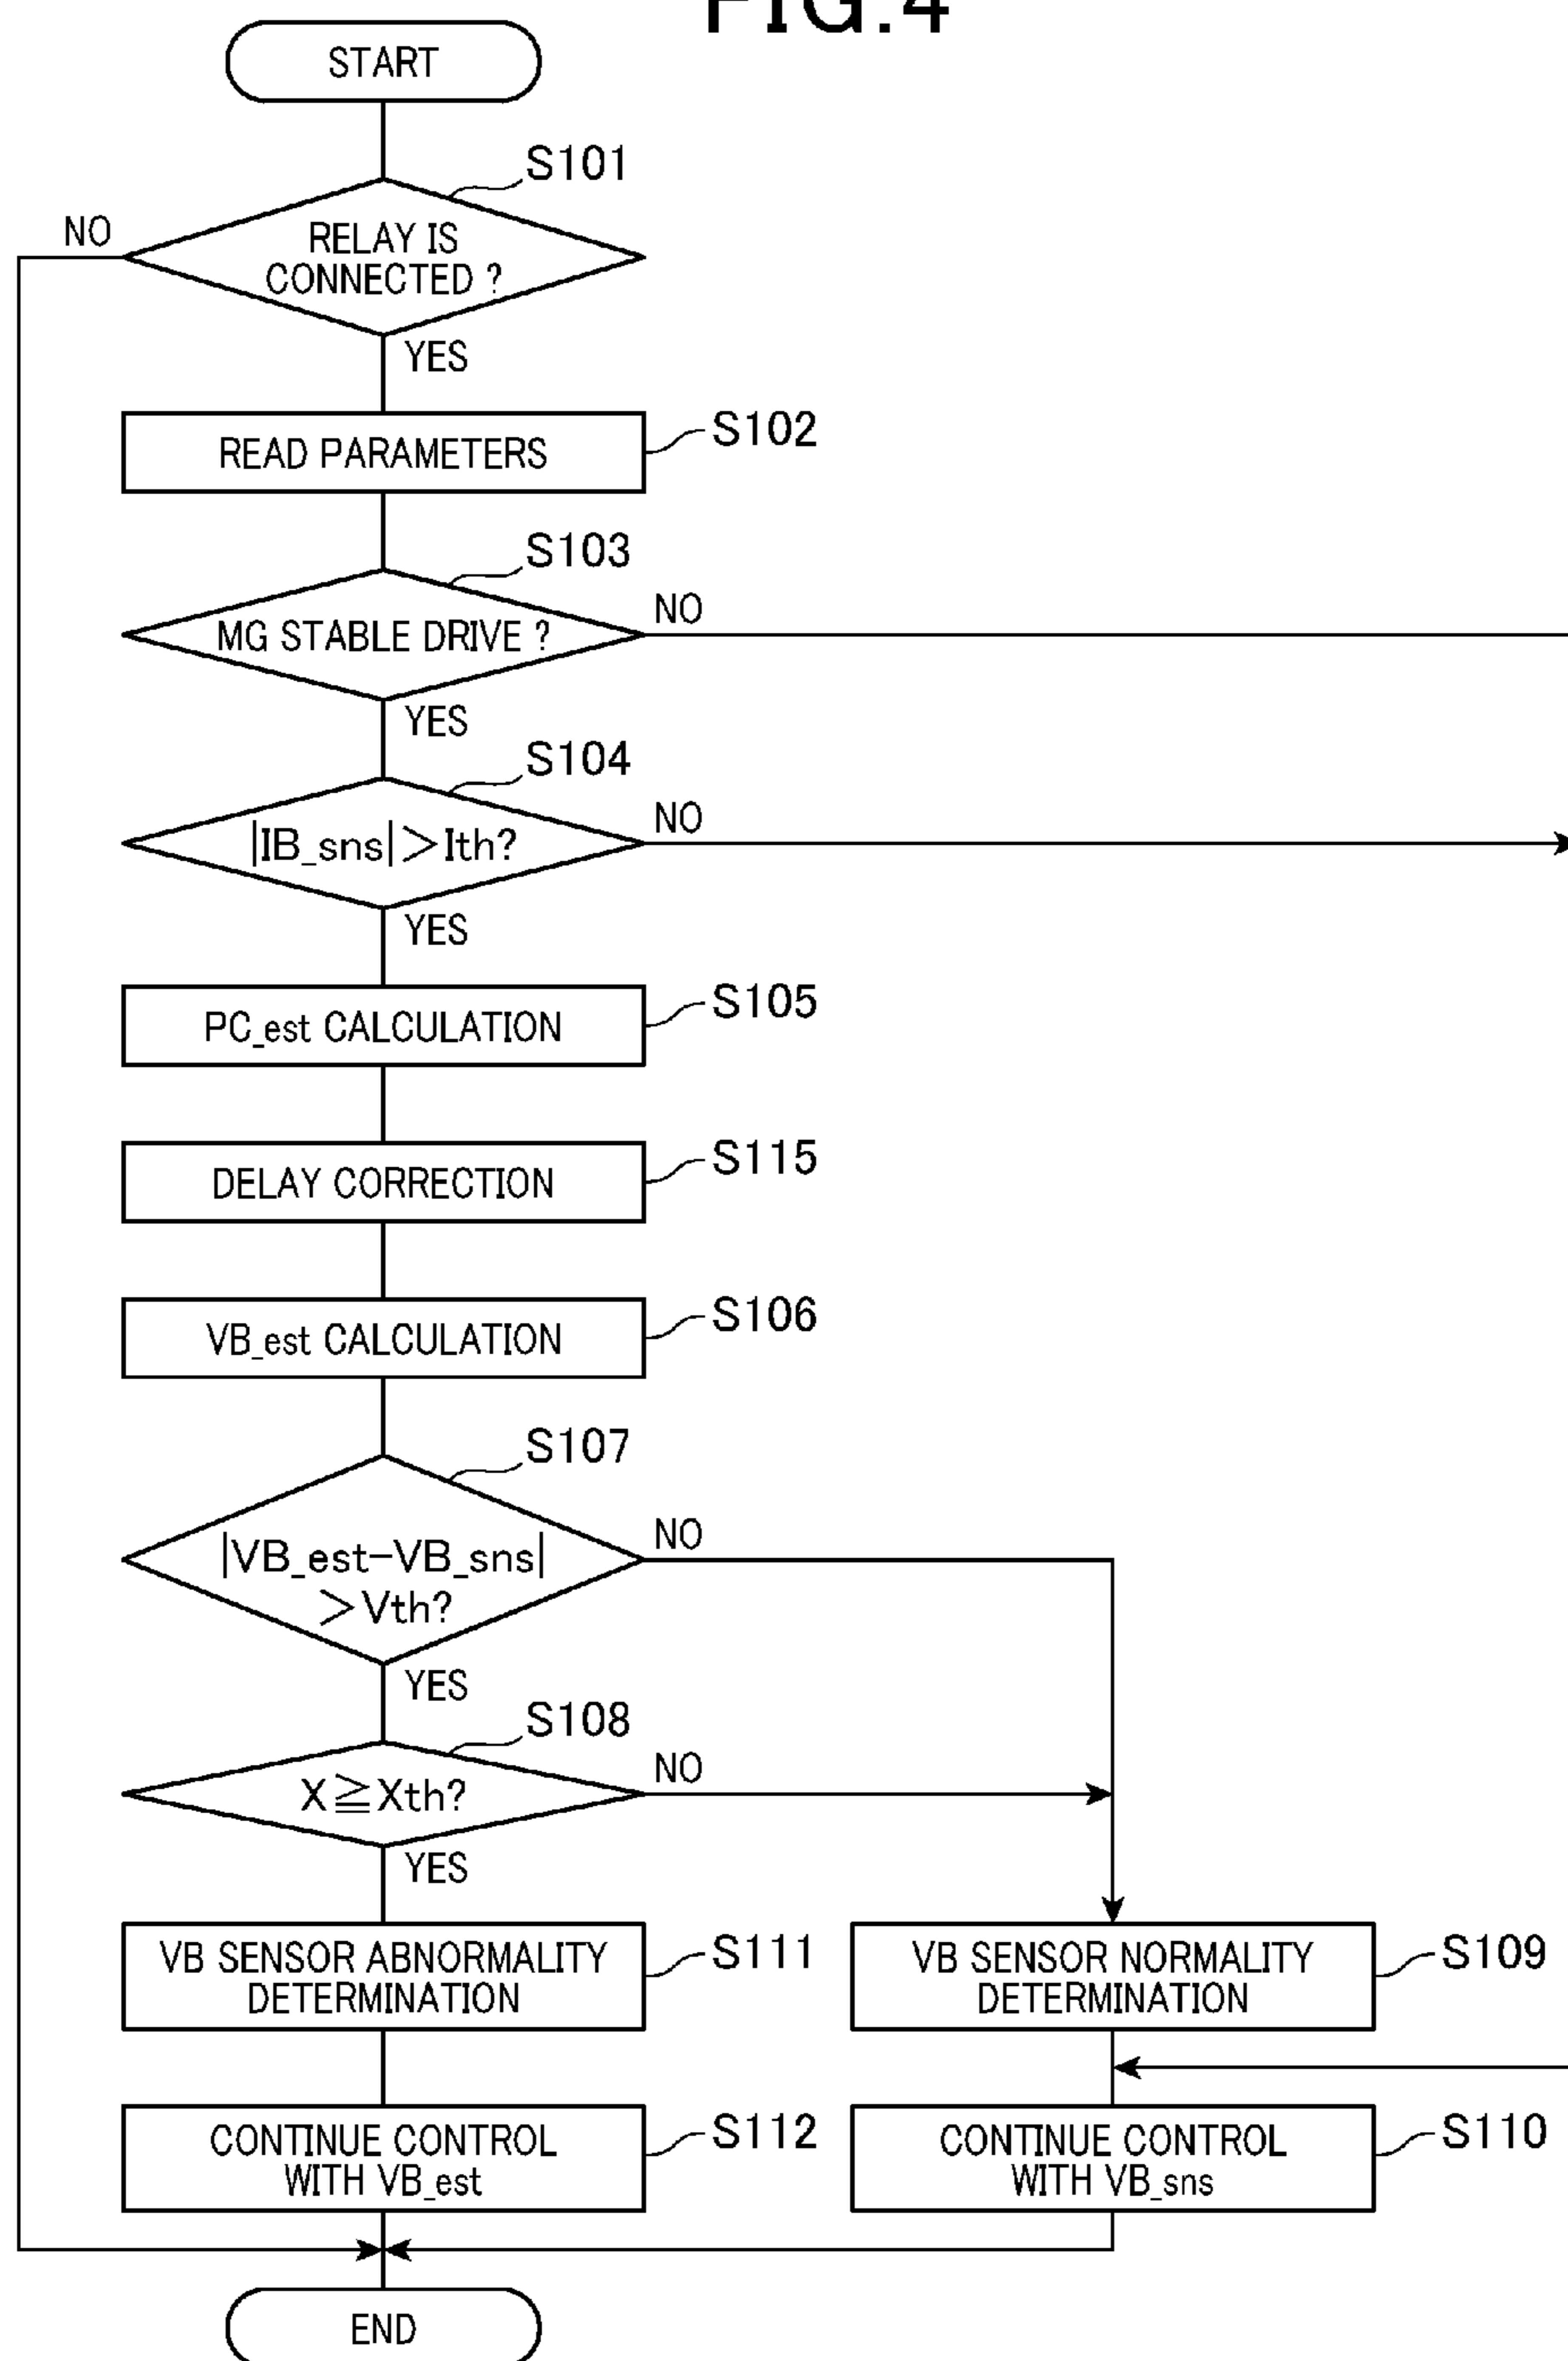 FIG.4
START
S101
NO
RELAY IS
CONNECTED ?
YES
READ PARAMETERS
S102
S103
MG STABLE DRIVE ?
NO
YES
S104
|IB_sns|>Ith?
NO
YES
PC_est CALCULATION
S105
DELAY CORRECTION
S115
VB_est CALCULATION
S106
S107
|VB_est-VB_sns|
>Vth?
NO
YES
S108
X≧Xth?
NO
YES
VB SENSOR ABNORMALITY
DETERMINATION
S111
VB SENSOR NORMALITY
DETERMINATION
S109
CONTINUE CONTROL
WITH VB_est
S112
CONTINUE CONTROL
WITH VB_sns
S110
END